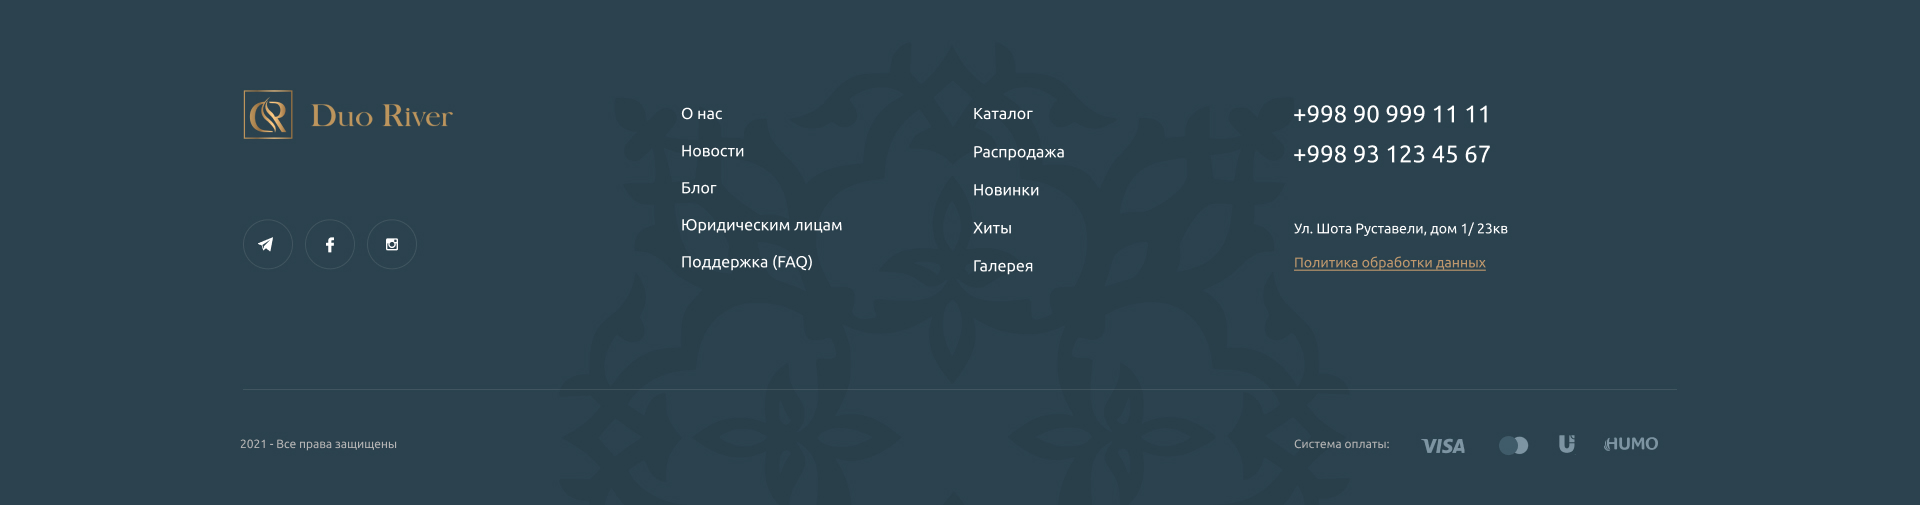 Duo River
О нас
Новости
Блог
Юридическим лицам
Поддержка (FAQ)
Каталог
Распродажа
Новинки
Хиты
Галерея
+998 90 999 11 11
+998 93 123 45 67
Ул. Шота Руставели, дом 1/ 23кв
Политика обработки данных
2021 - Все права защищены
Система оплаты:
VISA
HUMO